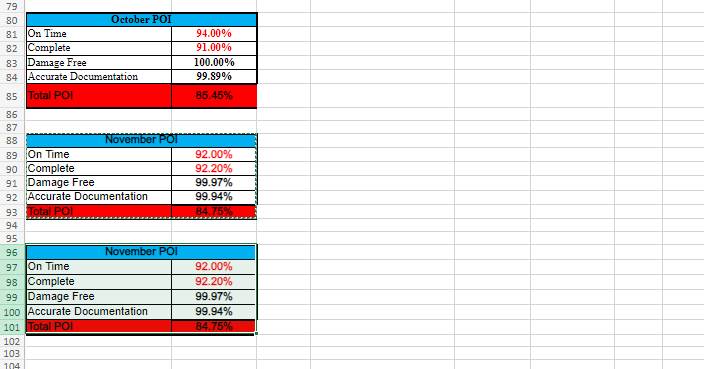 79
80 October POI
81 On Time 94.00%
82 Complete 91.00%
83 Damage Free 100.00%
84 Accurate Documentation 99.89%
85 Total POI 85.45%
86
87
88 November POI
89 On Time 92.00%
90 Complete 92.20%
91 Damage Free 99.97%
92 Accurate Documentation 99.94%
93 Total POI 84.75%
94
95
96 November POI
97 On Time 92.00%
98 Complete 92.20%
99 Damage Free 99.97%
100 Accurate Documentation 99.94%
101 Total POI 84.75%
102
103
104